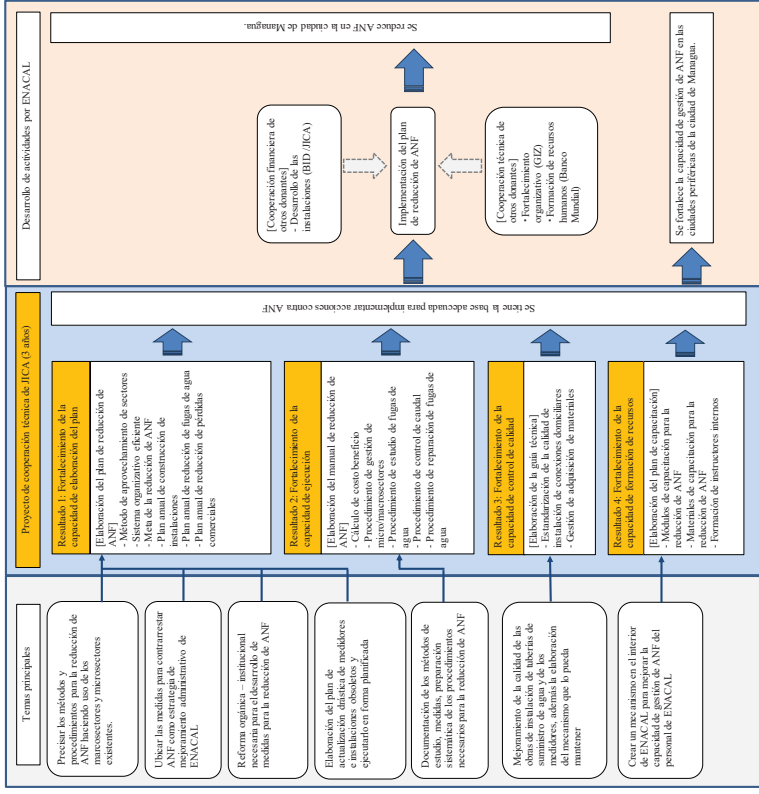 Temas principales
Precisar los métodos y
procedimientos para la reducción de
ANF haciendo uso de los
marcosectores y microsectores
existentes.
Ubicar las medidas para contrarrestar
ANF como estrategia de
mejoramiento administrativo de
ENACAL
Reforma orgánica – institucional
necesaria para el desarrollo de
medidas para la reducción de ANF
Elaboración del plan de
actualización drástica de medidores
e instalaciones obsoletos y
ejecutarlo en forma planificada
Documentación de los métodos de
estudio, medidas, preparación
sistemática de los procedimientos
necesarios para la reducción de ANF
Mejoramiento de la calidad de las
obras de instalación de tuberías de
suministro de agua y de los
medidores, además la elaboración
del mecanismo que lo pueda
mantener
Crear un mecanismo en el interior
de ENACAL para mejorar la
capacidad de gestión de ANF del
personal de ENACAL
Proyecto de cooperación técnica de JICA (3 años)
Resultado 1: Fortalecimiento de la
capacidad de elaboración del plan
[Elaboración del plan de reducción de
ANF]
- Método de aprovechamiento de sectores
- Sistema organizativo eficiente
- Meta de la reducción de ANF
- Plan anual de construcción de
instalaciones
- Plan anual de reducción de fugas de agua
- Plan anual de reducción de pérdidas
comerciales
Resultado 2: Fortalecimiento de la
capacidad de ejecución
[Elaboración del manual de reducción de
ANF]
- Cálculo de costo-beneficio
- Procedimiento de gestión de
micro/macrosectores
- Procedimiento de estudio de fugas de
agua
- Procedimiento de control de caudal
- Procedimiento de reparación de fugas de
agua
Resultado 3: Fortalecimiento de la
capacidad de control de calidad
[Elaboración de la guía técnica]
- Estandarización de la calidad de
instalación de conexiones domiciliares
- Gestión de adquisición de materiales
Resultado 4: Fortalecimiento de la
capacidad de formación de recursos
[Elaboración del plan de capacitación]
- Módulos de capacitación para la
reducción de ANF
- Materiales de capacitación para la
reducción de ANF
- Formación de instructores internos
Se tiene la base adecuada para implementar acciones contra ANF
Desarrollo de actividades por ENACAL
[Cooperación financiera de
otros donantes]
- Desarrollo de las
instalaciones (BID /JICA)
Implementación del plan
de reducción de ANF
[Cooperación técnica de
otros donantes]
・Fortalecimiento
organizativo (GIZ)
・Formación de recursos
humanos (Banco
Mundial)
Se reduce ANF en la ciudad de Managua.
Se fortalece la capacidad de gestión de ANF en las
ciudades periféricas de la ciudad de Managua.